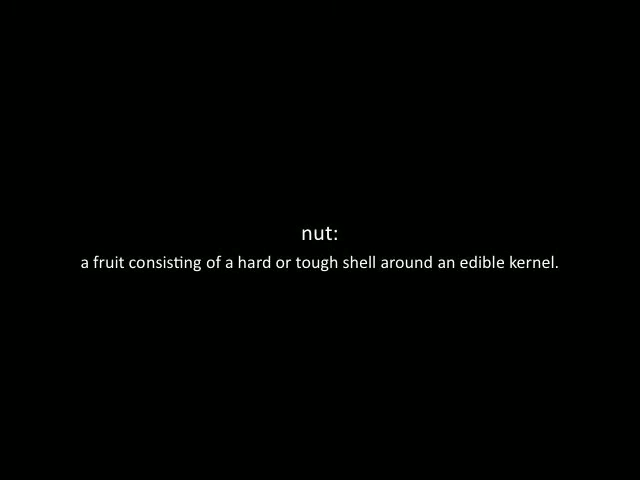 nut:
a fruit consisting of a hard or tough shell around an edible kernel.